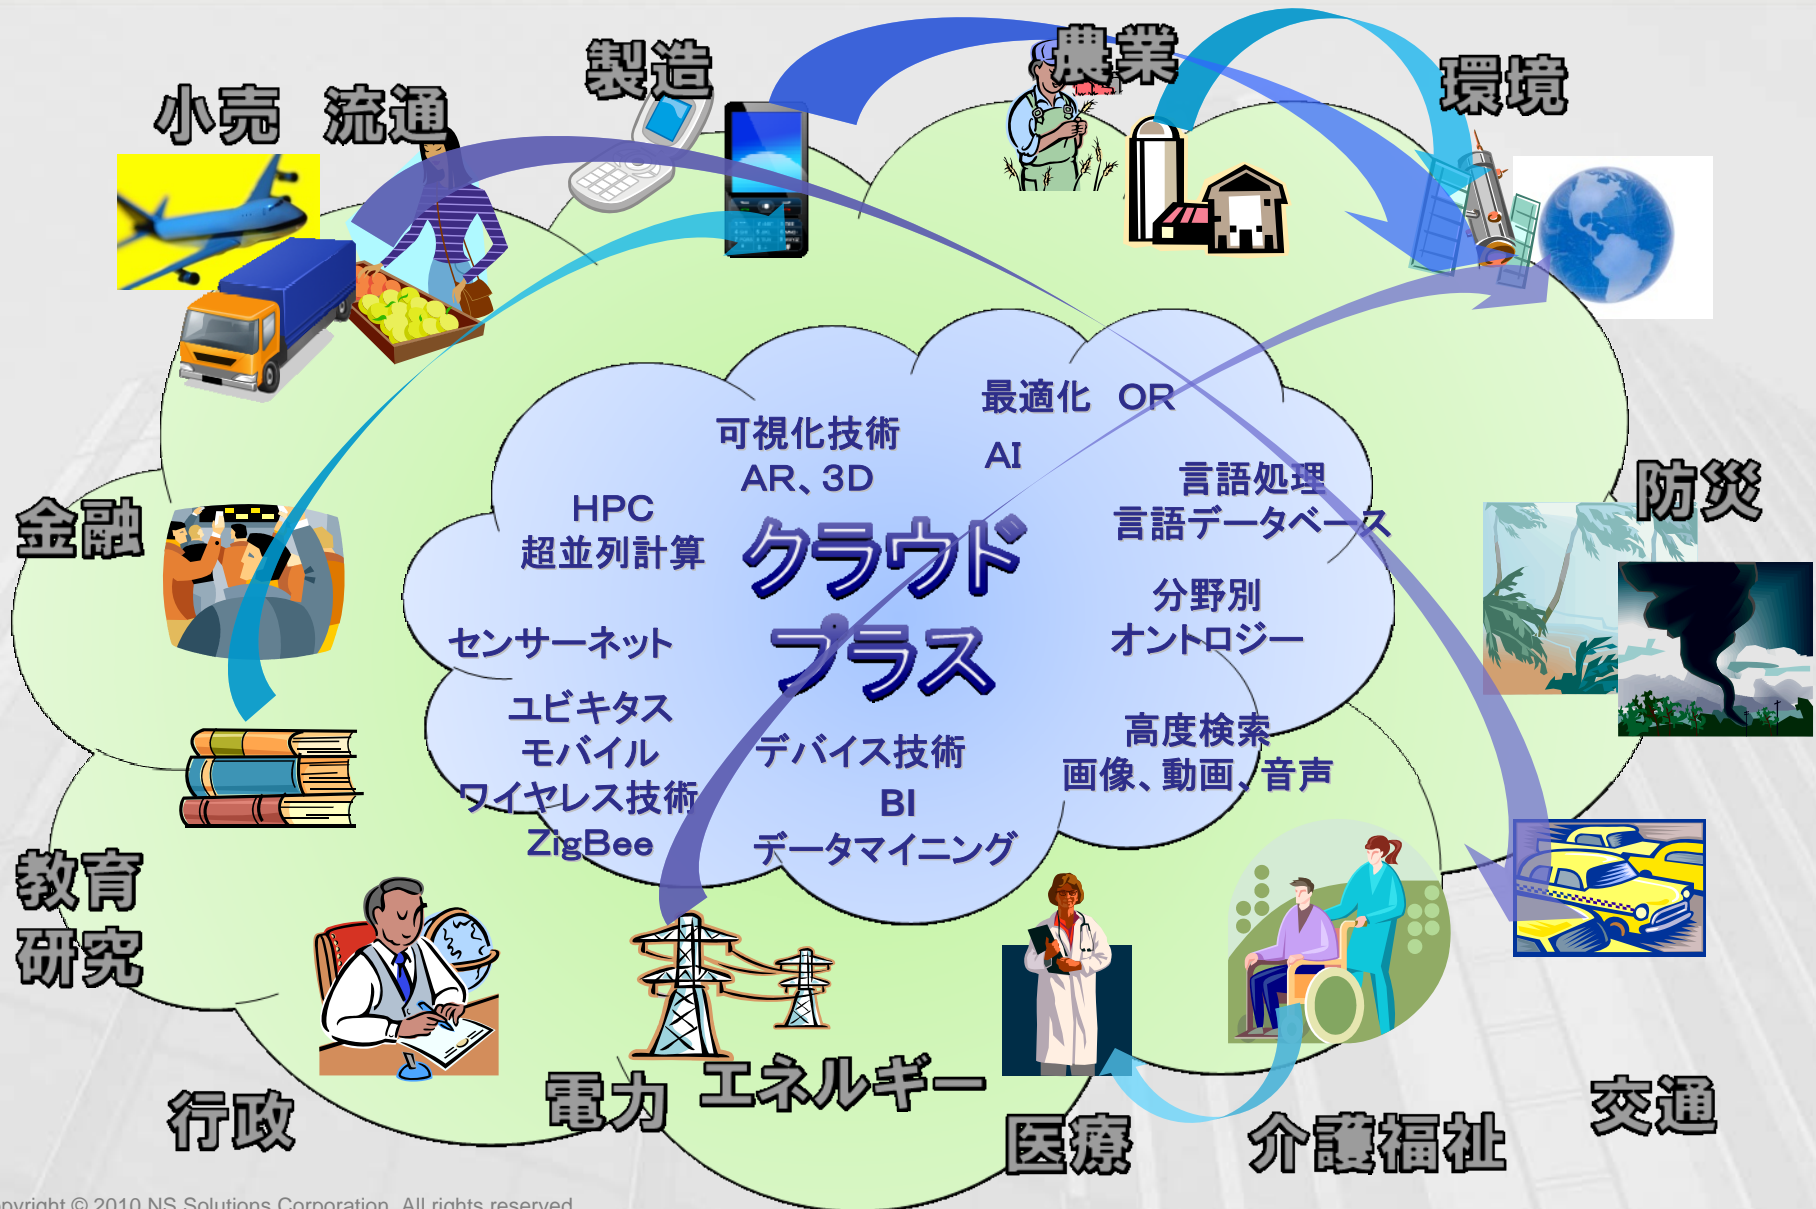 小売 流通
製造
農業
環境
金融
防災
教育
研究
行政
電力
エネルギー
医療
介護福祉
交通
最適化 OR
AI
可視化技術
AR、3D
HPC
超並列計算
言語処理
言語データベース
クラウド
プラス
分野別
オントロジー
センサーネット
ユビキタス
モバイル
ワイヤレス技術
ZigBee
デバイス技術
BI
データマイニング
高度検索
画像、動画、音声
pyright © 2010 NS Solutions Corporation. All rights reserved